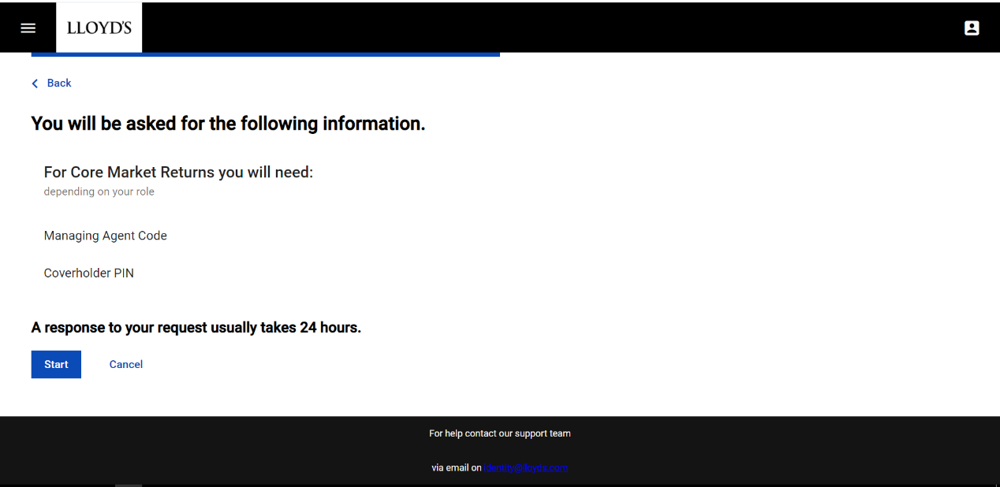 LLOYD'S
Back
You will be asked for the following information.
For Core Market Returns you will need:
depending on your role
Managing Agent Code
Coverholder PIN
A response to your request usually takes 24 hours.
Start Cancel
For help contact our support team
via email on identity@lloyds.com